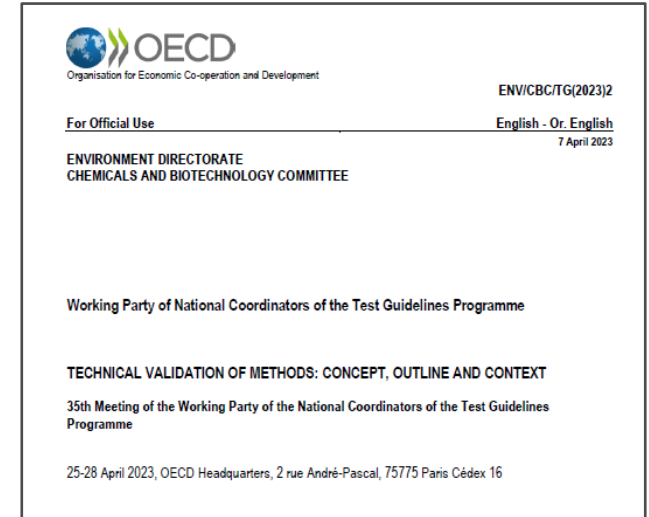 OECD
Organisation for Economic Co-operation and Development
ENV/CBC/TG(2023)2
For Official Use
English - Or. English
7 April 2023
ENVIRONMENT DIRECTORATE
CHEMICALS AND BIOTECHNOLOGY COMMITTEE
Working Party of National Coordinators of the Test Guidelines Programme
TECHNICAL VALIDATION OF METHODS: CONCEPT, OUTLINE AND CONTEXT
35th Meeting of the Working Party of the National Coordinators of the Test Guidelines
Programme
25-28 April 2023, OECD Headquarters, 2 rue André-Pascal, 75775 Paris Cédex 16